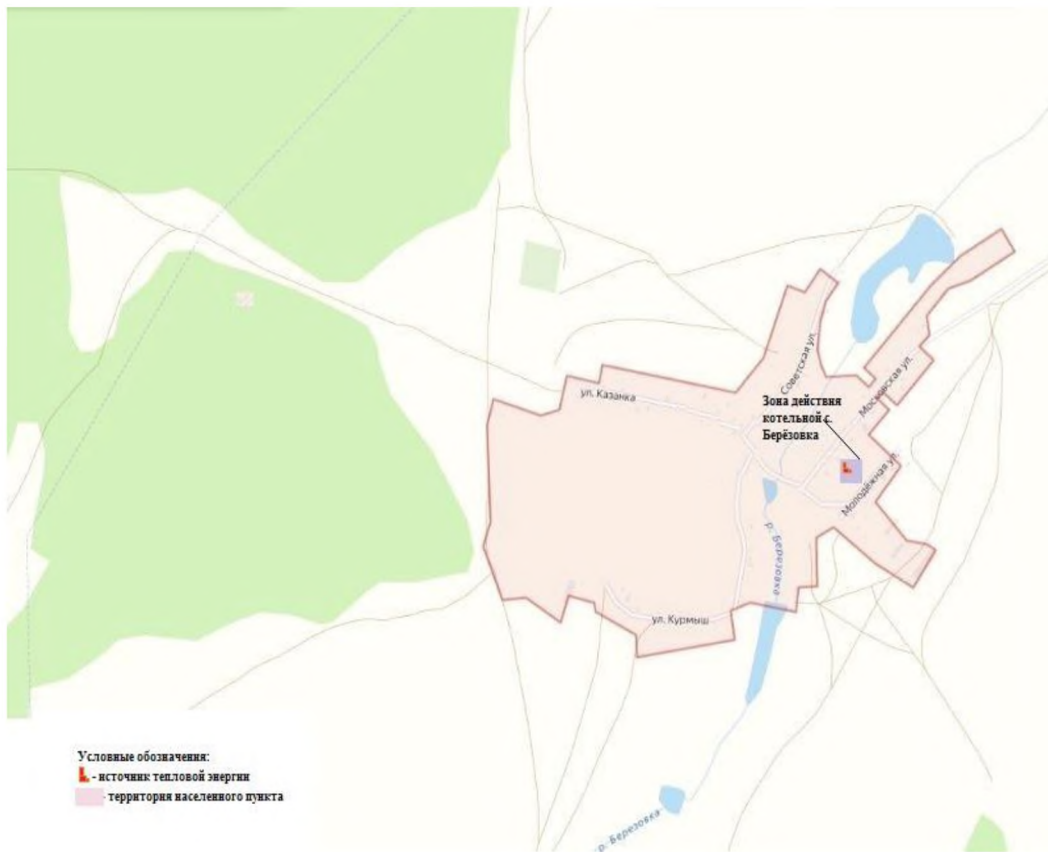 Советская ул.
ул. Казанка
Московская ул.
Зона действия
котельной с.
Берёзовка
Молодёжная ул.
р. Березовка
ул. Курмыш
Условные обозначения:
- источник тепловой энергии
- территория населенного пункта
р. Березовка